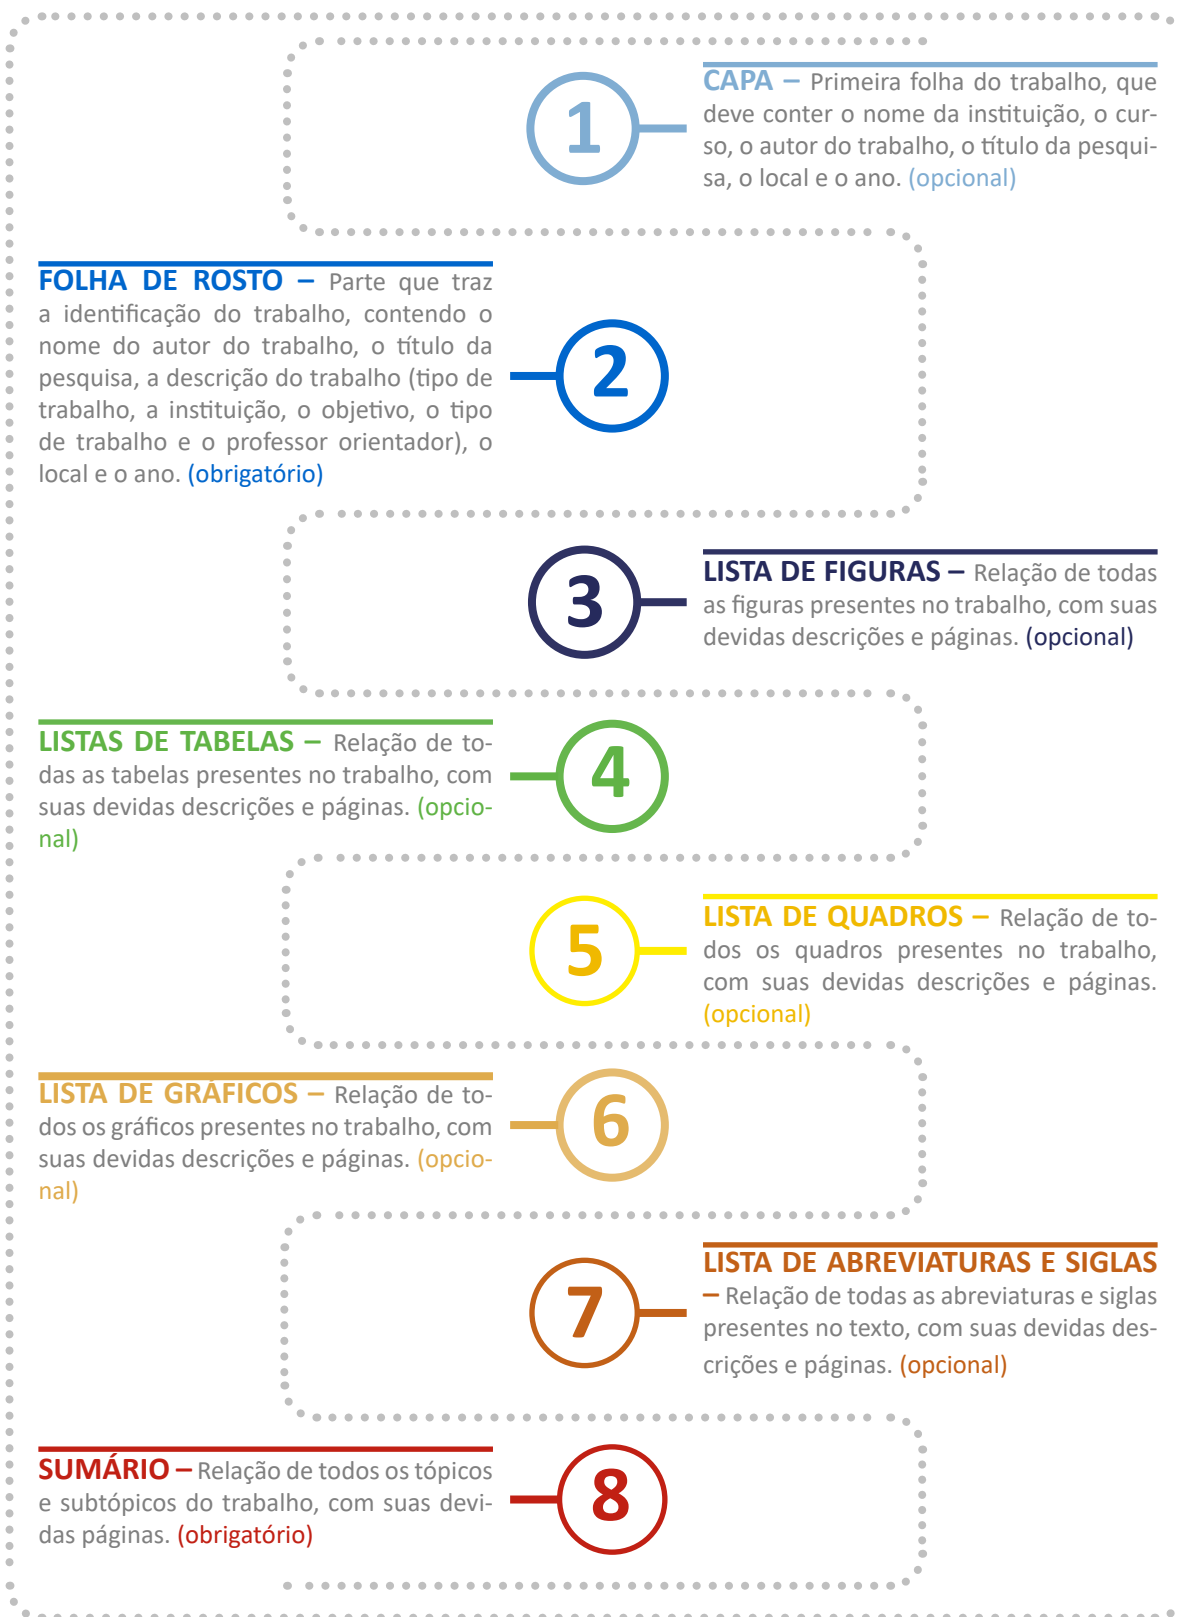 1
CAPA – Primeira folha do trabalho, que
deve conter o nome da instituição, o cur-
so, o autor do trabalho, o título da pesqui-
sa, o local e o ano. (opcional)
FOLHA DE ROSTO – Parte que traz
a identificação do trabalho, contendo o
nome do autor do trabalho, o título da
pesquisa, a descrição do trabalho (tipo de
trabalho, a instituição, o objetivo, o tipo
de trabalho e o professor orientador), o
local e o ano. (obrigatório)
2
3
LISTA DE FIGURAS – Relação de todas
as figuras presentes no trabalho, com suas
devidas descrições e páginas. (opcional)
LISTAS DE TABELAS – Relação de to-
das as tabelas presentes no trabalho, com
suas devidas descrições e páginas. (opcio-
nal)
4
5
LISTA DE QUADROS – Relação de to-
dos os quadros presentes no trabalho,
com suas devidas descrições e páginas.
(opcional)
LISTA DE GRÁFICOS – Relação de to-
dos os gráficos presentes no trabalho, com
suas devidas descrições e páginas. (opcio-
nal)
6
7
LISTA DE ABREVIATURAS E SIGLAS
– Relação de todas as abreviaturas e siglas
presentes no texto, com suas devidas des-
crições e páginas. (opcional)
SUMÁRIO – Relação de todos os tópicos
e subtópicos do trabalho, com suas devi-
das páginas. (obrigatório)
8